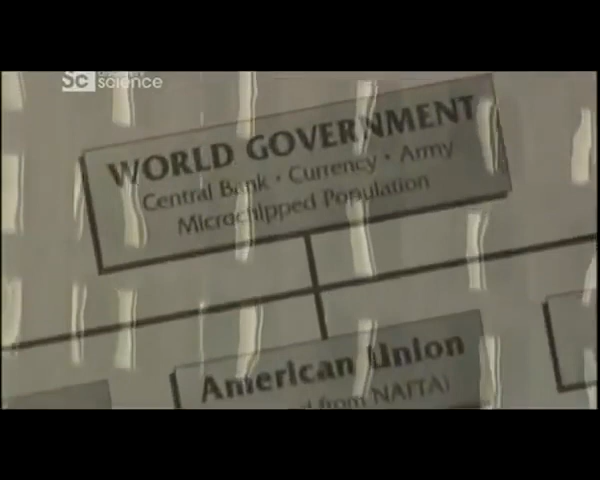 Sc science
WORLD GOVERNMENT
Central Bank • Currency • Army
Microchipped Population
American Union
from NAFTA)